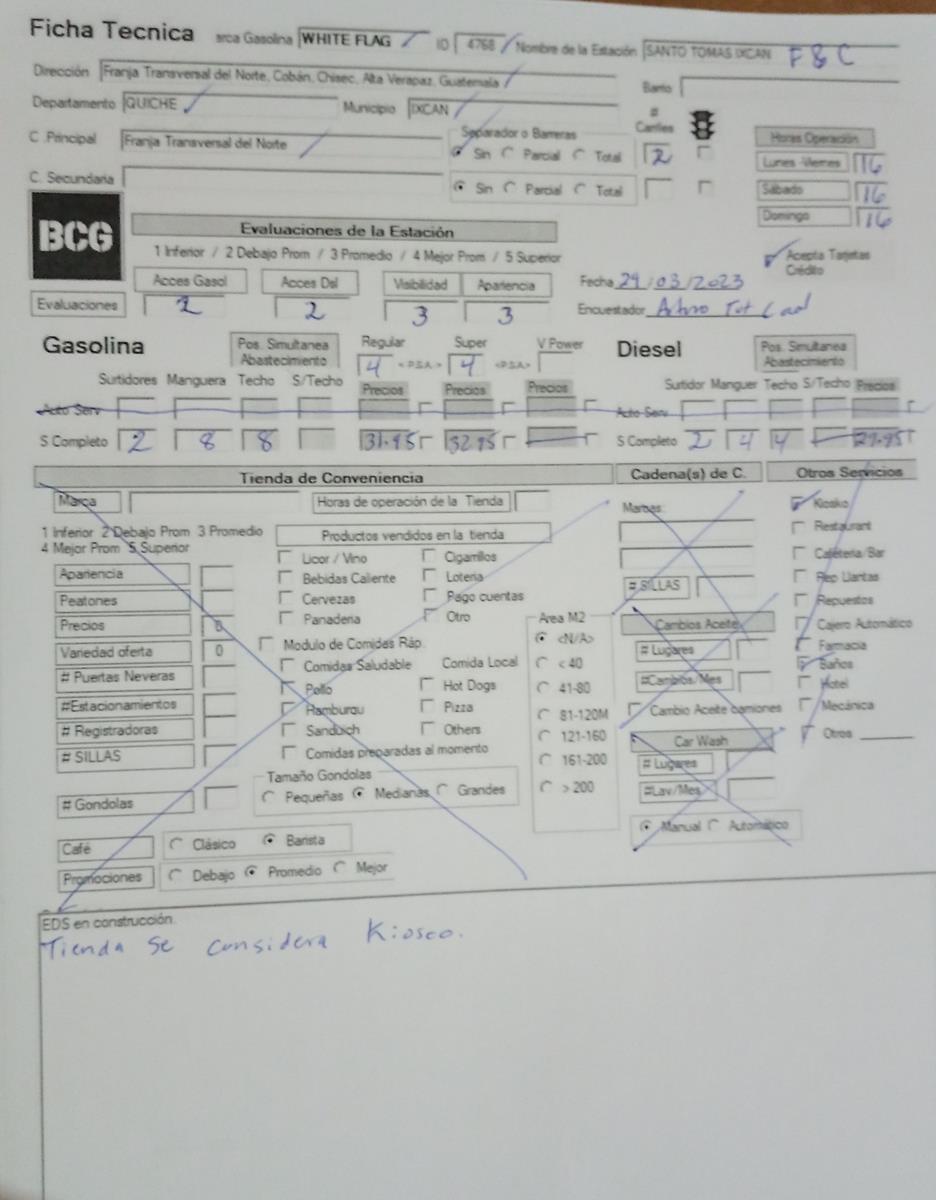 Ficha Tecnica arca Gasolina WHITE FLAG ID 4768 Nombre de la Estación SANTO TOMAS IXCAN F & C
Dirección Franja Transversal del Norte, Cobán, Chisec, Alta Verapaz, Guatemala Barrio
Departamento QUICHE Municipio IXCAN
C .Principal Franja Transversal del Norte Separador o Barreras # Carriles Horas Operación
Sin Parcial Total 2 Lunes -Viernes 16
C. Secundaria Sin Parcial Total Sábado 16
Domingo 16
BCG Evaluaciones de la Estación
1 Inferior / 2 Debajo Prom / 3 Promedio / 4 Mejor Prom / 5 Superior Acepta Tarjetas Crédito
Acces Gasol Acces Dsl Visibilidad Apariencia Fecha 29/03/2023
Evaluaciones 2 2 3 3 Encuestador Arturo Tot
Gasolina Pos. Simultanea Abastecimiento Regular Super V Power Diesel Pos. Simultanea Abastecimiento
4 <P.S.A.> 4 <P.S.A.>
Surtidores Manguera Techo S/Techo Precios Precios Precios Surtidor Manguer Techo S/Techo Precios
Auto Serv Auto Serv
S Completo 2 8 8 31.95 32.95 S Completo 2 4 4 29.95
Tienda de Conveniencia Cadena(s) de C. Otros Servicios
Marca Horas de operación de la Tienda Marcas: Kiosko
1 Inferior 2 Debajo Prom 3 Promedio Productos vendidos en la tienda Restaurant
4 Mejor Prom 5 Superior Licor / Vino Cigarrillos Cafeteria/Bar
Apariencia Bebidas Caliente Loteria # SILLAS Rep Llantas
Peatones Cervezas Pago cuentas Repuestos
Precios 0 Panaderia Otro Area M2 Cambios Aceite Cajero Automático
Variedad oferta 0 Modulo de Comidas Ráp. <N/A> # Lugares Farmacia
Comidas Saludable Comida Local < 40 Baños
# Puertas Neveras Pollo Hot Dogs 41-80 #Cambios/Mes Hotel
#Estacionamientos Hamburgu Pizza 81-120M Cambio Aceite camiones Mecánica
# Registradoras Sandwich Others 121-160 Car Wash Otros
# SILLAS Comidas preparadas al momento 161-200 # Lugares
Tamaño Gondolas > 200 #Lav/Mes
# Gondolas Pequeñas Medianas Grandes
Manual Automático
Café Clásico Barista
Promociones Debajo Promedio Mejor
EDS en construcción.
Tienda se considera Kiosco.